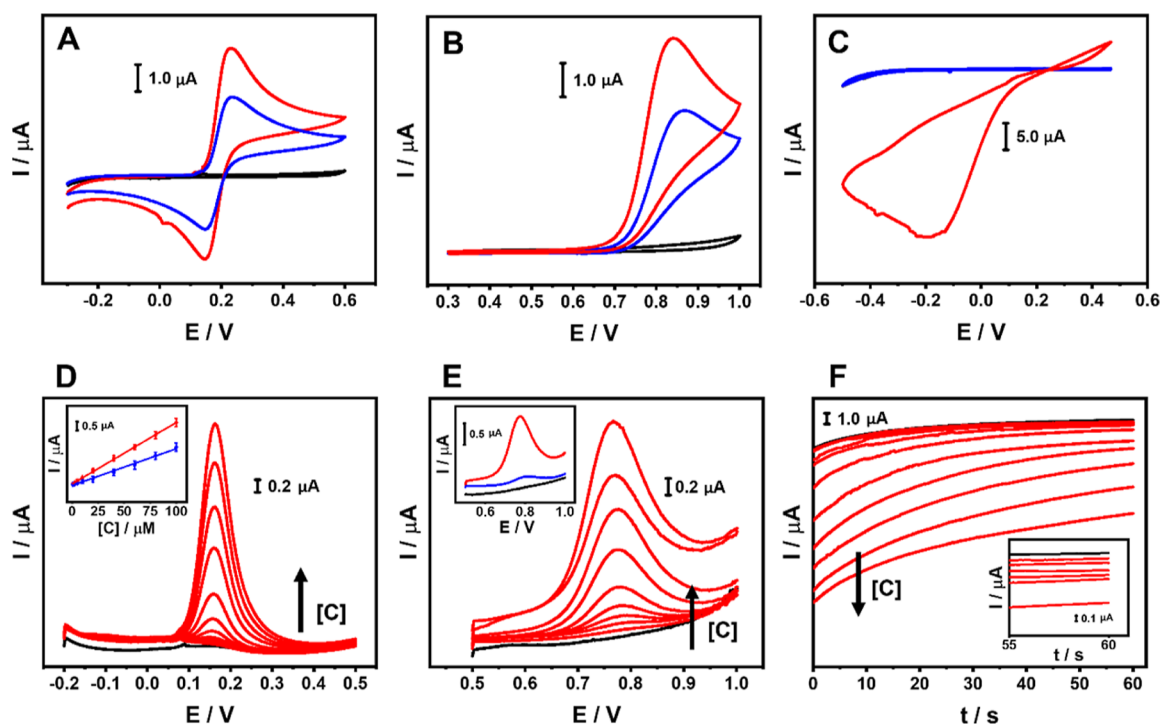 A
1.0 µA
I / µA
-0.2 0.0 0.2 0.4 0.6
E / V
B
1.0 µA
I / µA
0.3 0.4 0.5 0.6 0.7 0.8 0.9 1.0
E / V
C
5.0 µA
I / µA
-0.6 -0.4 -0.2 0.0 0.2 0.4 0.6
E / V
D
0.5 µA
I / µA
0 25 50 75 100
[C] / µM
0.2 µA
[C]
I / µA
-0.2 -0.1 0.0 0.1 0.2 0.3 0.4 0.5
E / V
E
0.5 µA
I / µA
0.6 0.8 1.0
E / V
0.2 µA
[C]
I / µA
0.5 0.6 0.7 0.8 0.9 1.0
E / V
F
1.0 µA
[C]
I / µA
I / µA
0.1 µA
55 60
t / s
0 10 20 30 40 50 60
t / s